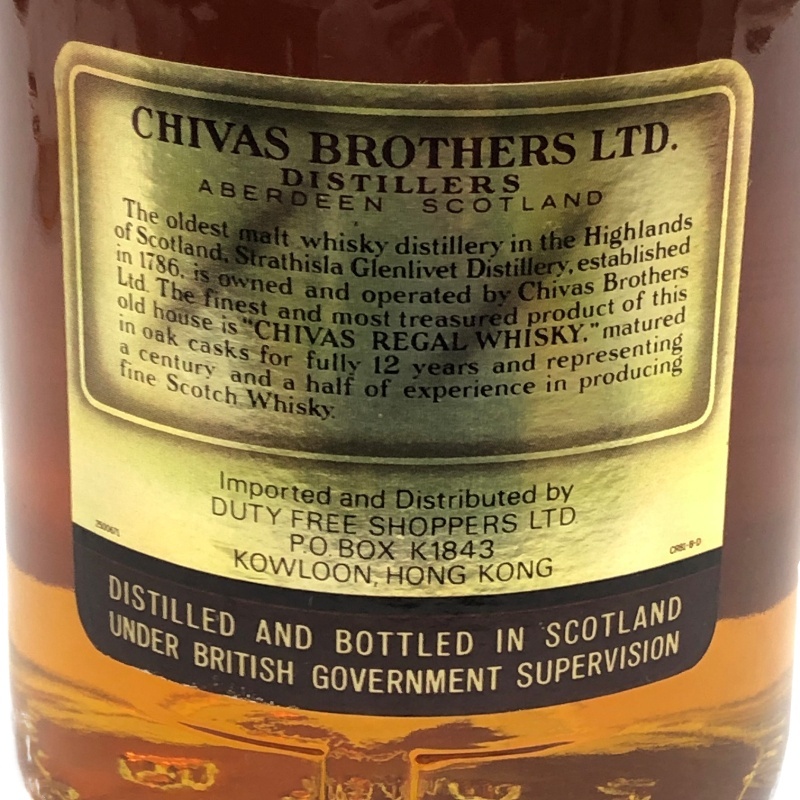 CHIVAS BROTHERS LTD.
DISTILLERS
ABERDEEN SCOTLAND
The oldest malt whisky distillery in the Highlands
of Scotland, Strathisla Glenlivet Distillery, established
in 1786, is owned and operated by Chivas Brothers
Ltd. The finest and most treasured product of this
old house is "CHIVAS REGAL WHISKY," matured
in oak casks for fully 12 years and representing
a century and a half of experience in producing
fine Scotch Whisky.
Imported and Distributed by
DUTY FREE SHOPPERS LTD
P.O. BOX K1843
KOWLOON, HONG KONG
DISTILLED AND BOTTLED IN SCOTLAND
UNDER BRITISH GOVERNMENT SUPERVISION